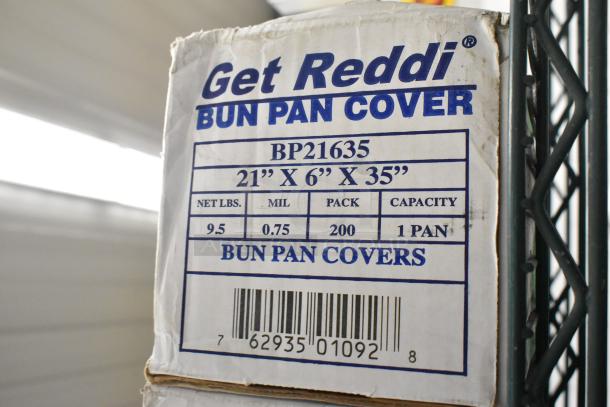 Get Reddi®
BUN PAN COVER
BP21635
21" X 6" X 35"
NET LBS. MIL PACK CAPACITY
9.5 0.75 200 1 PAN
BUN PAN COVERS
7 62935 01092 8